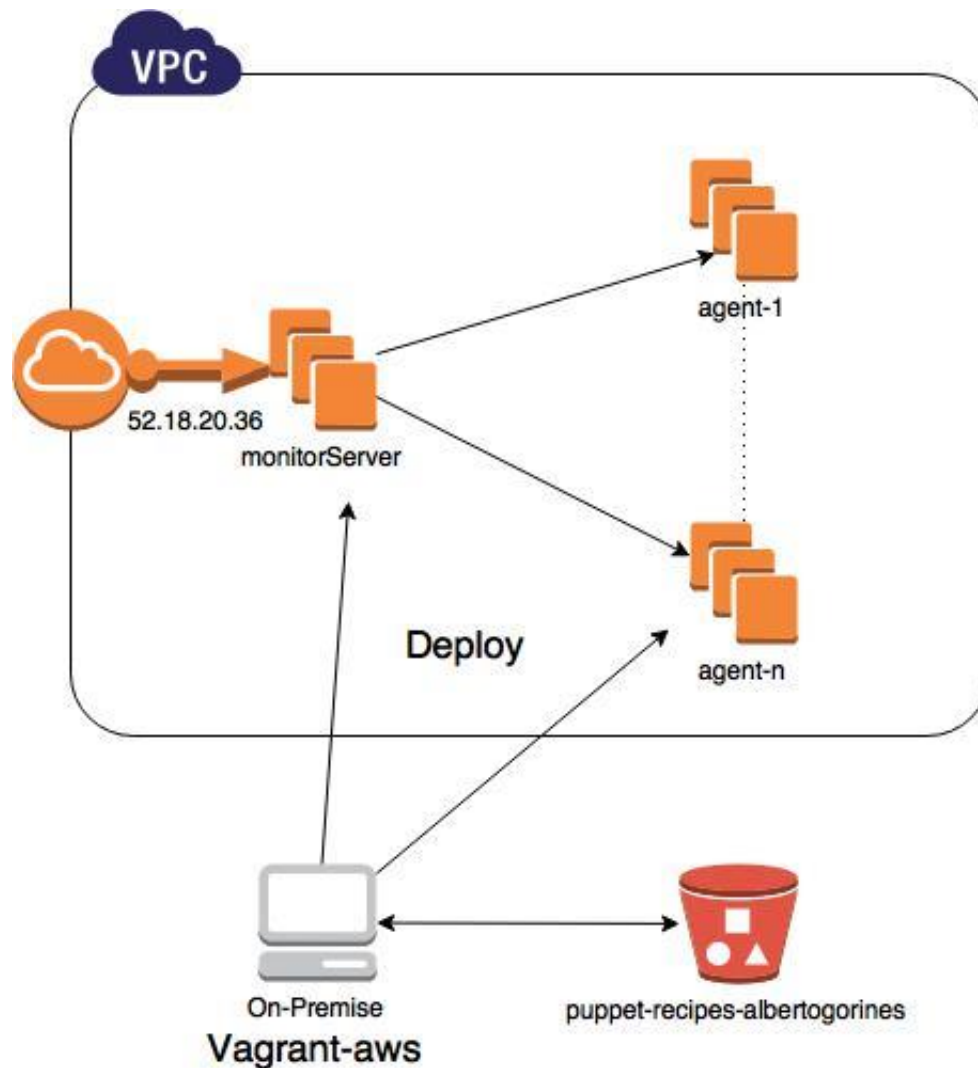 VPC
agent-1
52.18.20.36
monitorServer
Deploy
agent-n
On-Premise
puppet-recipes-albertogorines
Vagrant-aws